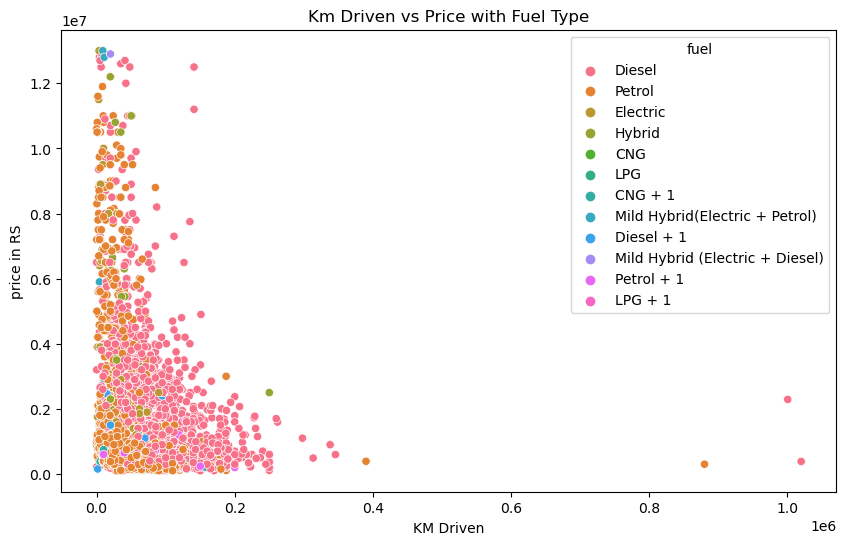 Km Driven vs Price with Fuel Type
1e7
fuel
Diesel
Petrol
Electric
Hybrid
CNG
LPG
CNG + 1
Mild Hybrid(Electric + Petrol)
Diesel + 1
Mild Hybrid (Electric + Diesel)
Petrol + 1
LPG + 1
price in RS
1.2
1.0
0.8
0.6
0.4
0.2
0.0
0.0 0.2 0.4 0.6 0.8 1.0
KM Driven
1e6